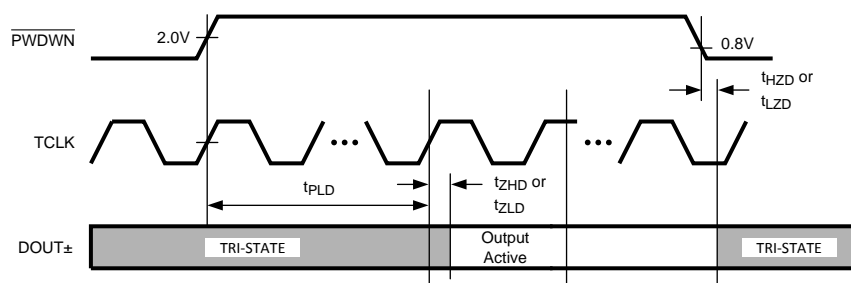 PWDWN
2.0V
0.8V
tHZD or
tLZD
TCLK
tPLD
tZHD or
tZLD
DOUT±
TRI-STATE
Output
Active
TRI-STATE